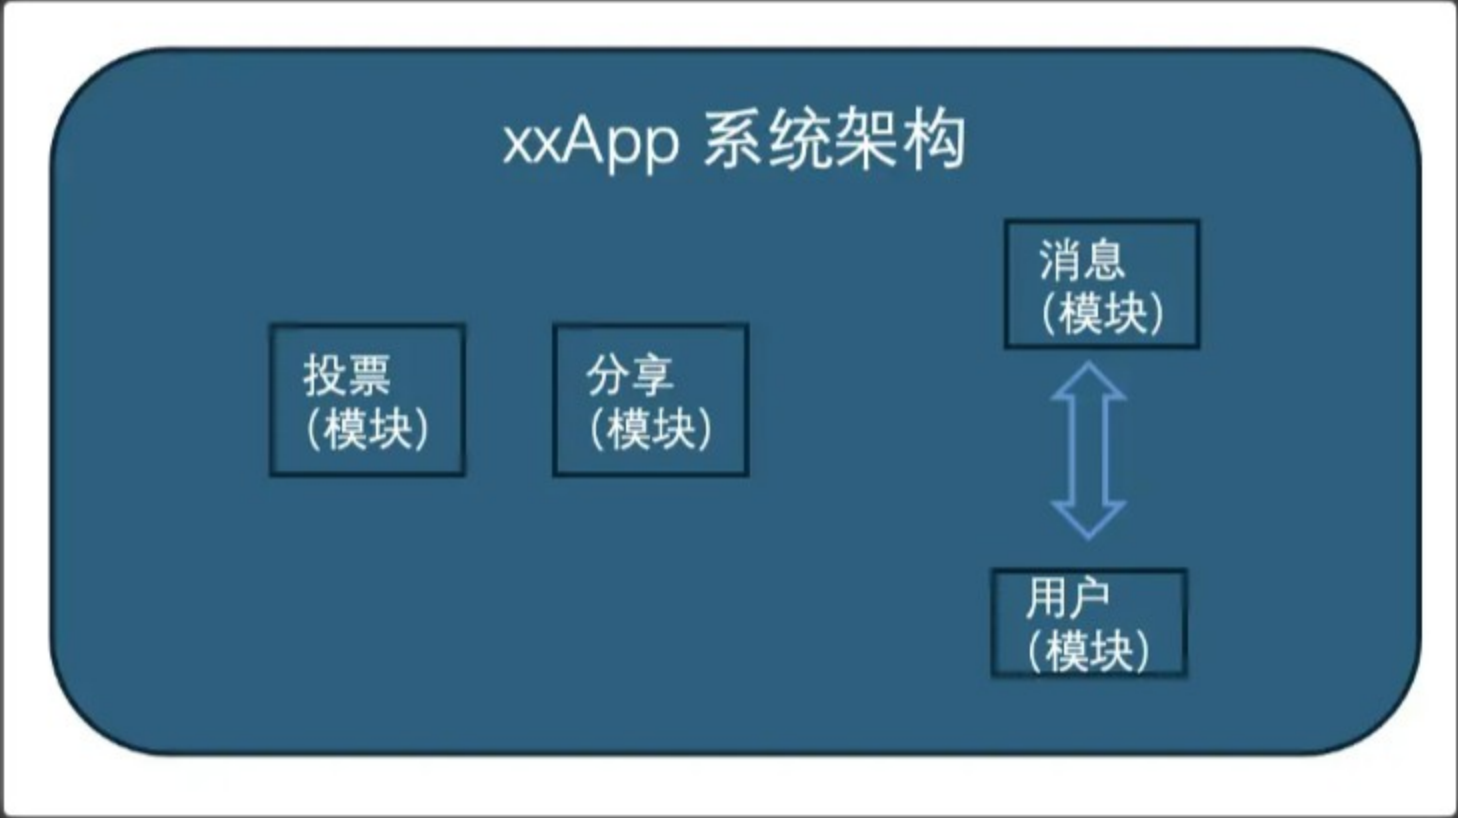 xxApp 系统架构
消息
(模块)
投票
(模块)
分享
(模块)
用户
(模块)